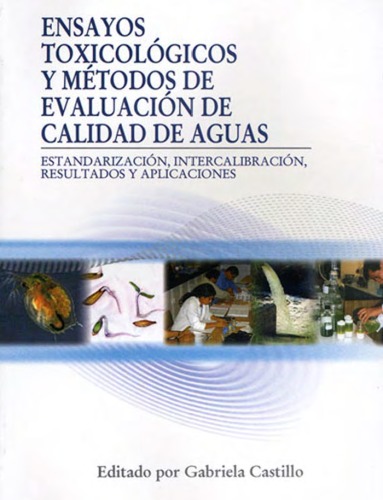 ENSAYOS
TOXICOLÓGICOS
Y MÉTODOS DE
EVALUACIÓN DE
CALIDAD DE AGUAS
ESTANDARIZACIÓN, INTERCALIBRACIÓN,
RESULTADOS Y APLICACIONES
Editado por Gabriela Castillo